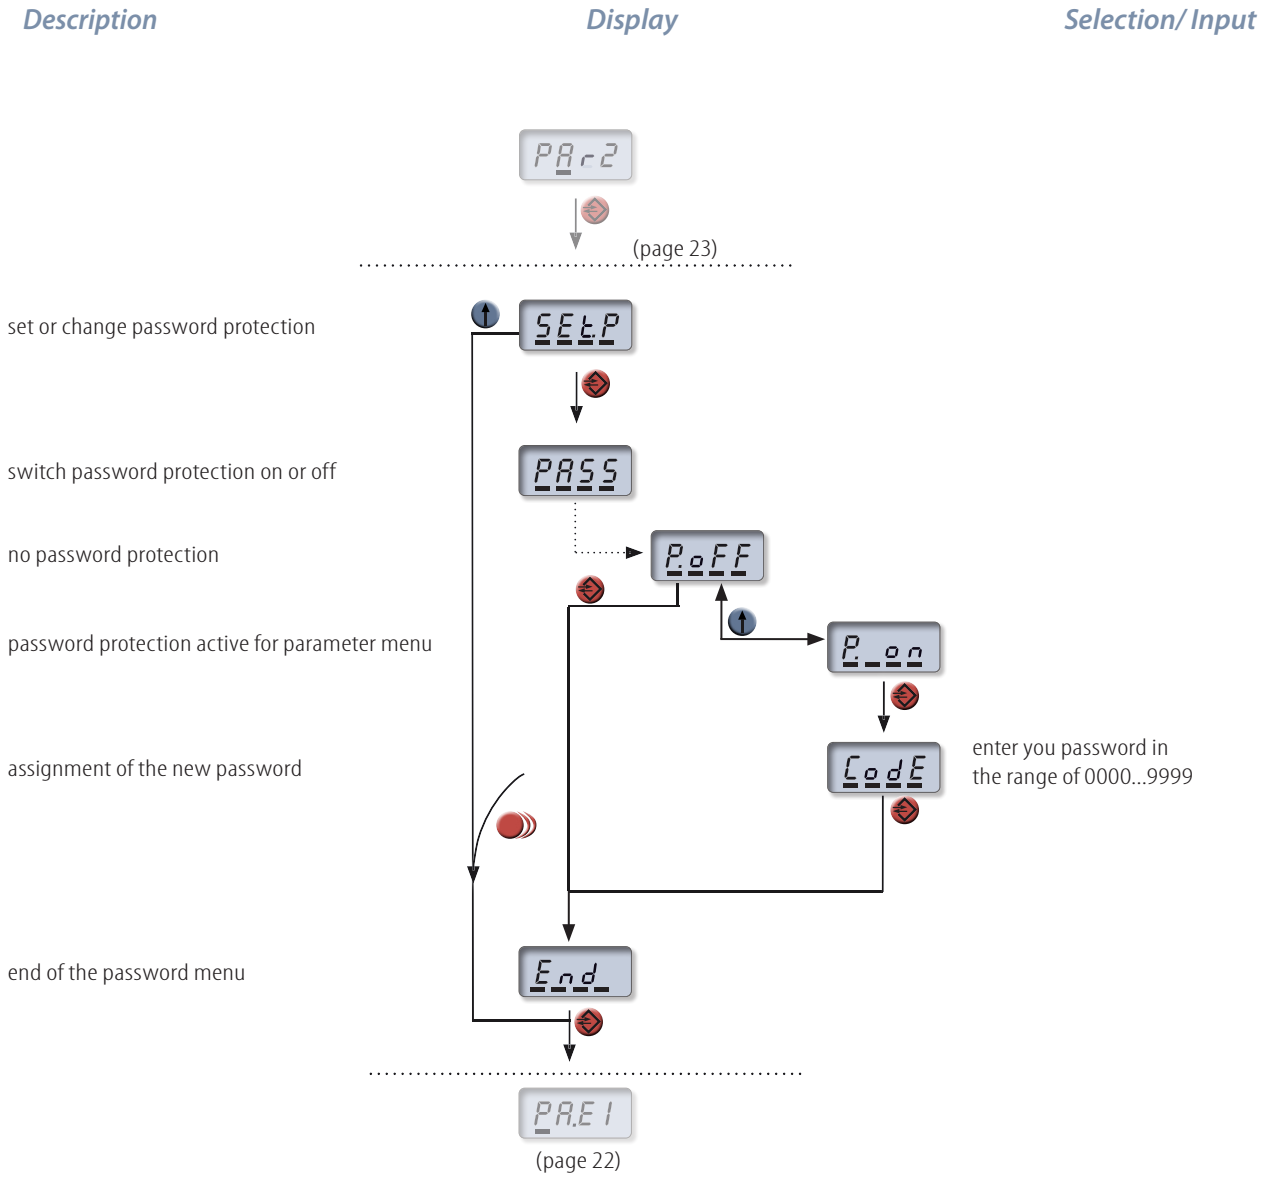 Description Display Selection/ Input
PAr2
(page 23)
set or change password protection SEt.P
switch password protection on or off PASS
no password protection P.oFF
password protection active for parameter menu P. on
assignment of the new password CodE enter you password in
the range of 0000...9999
end of the password menu End
PA.E1
(page 22)